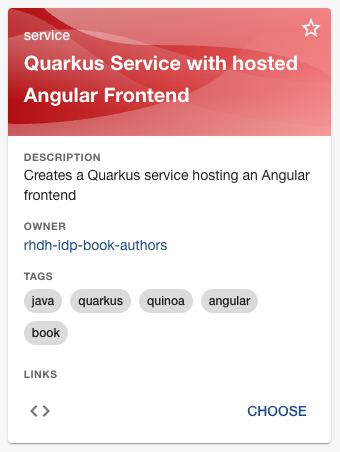 service
Quarkus Service with hosted
Angular Frontend
DESCRIPTION
Creates a Quarkus service hosting an Angular
frontend
OWNER
rhdh-idp-book-authors
TAGS
java quarkus quinoa angular
book
LINKS
CHOOSE